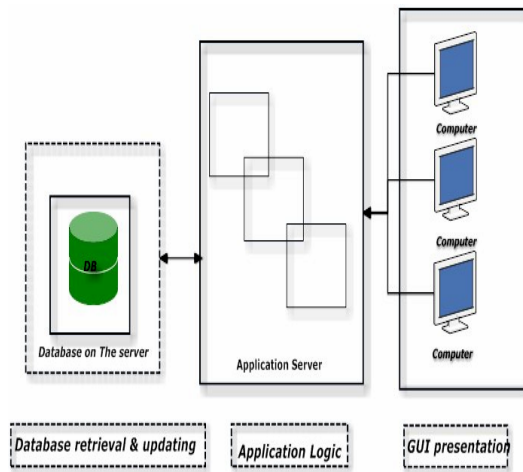 DB
Database on The server
Application Server
Computer
Computer
Computer
Database retrieval & updating
Application Logic
GUI presentation